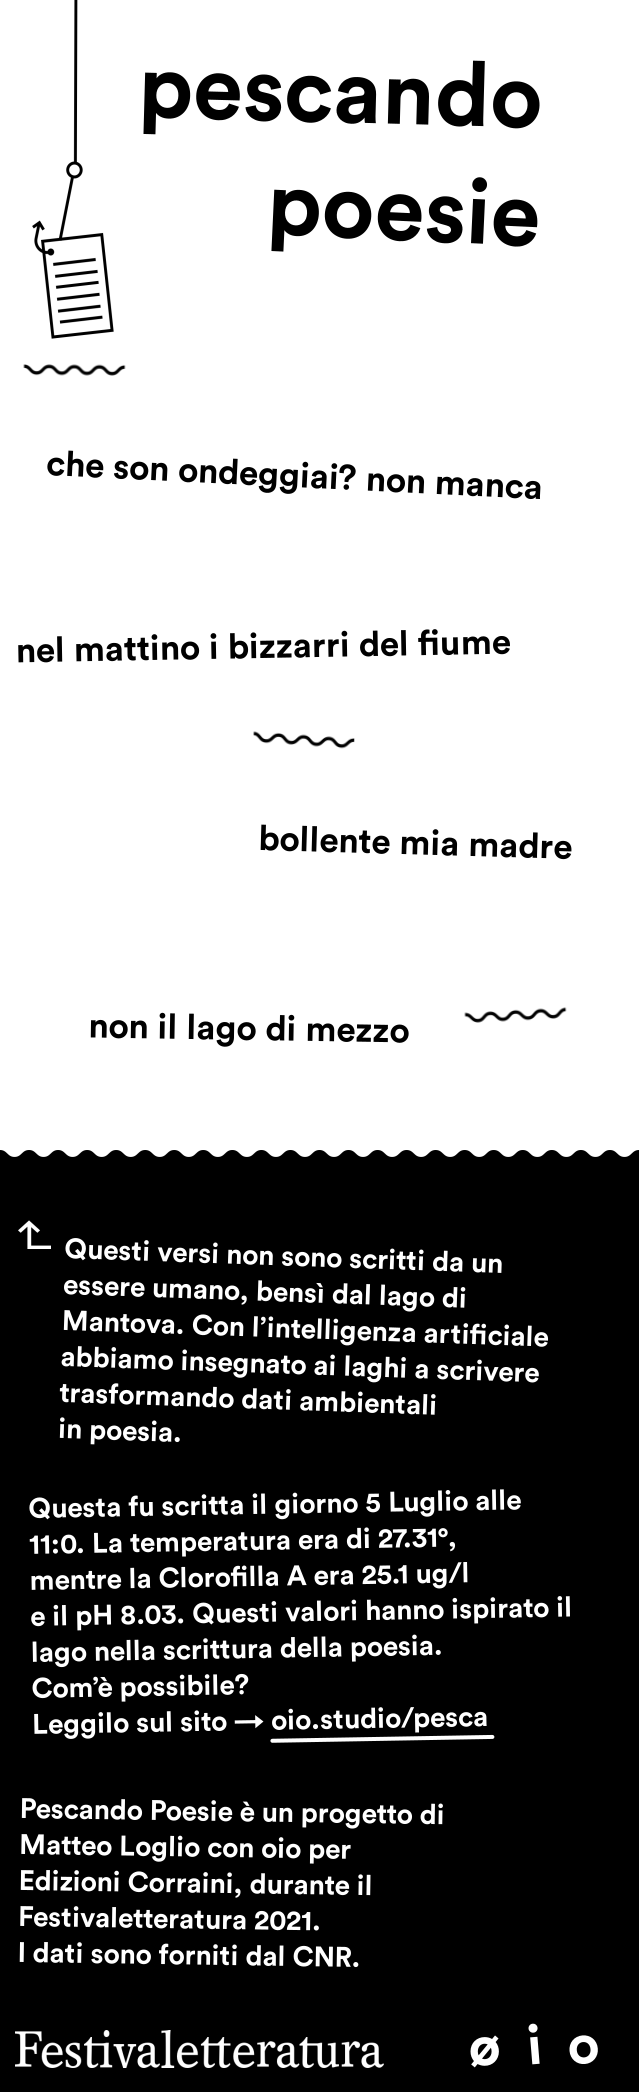 pescando
poesie
che son ondeggiai? non manca
nel mattino i bizzarri del fiume
bollente mia madre
non il lago di mezzo
Questi versi non sono scritti da un
essere umano, bensì dal lago di
Mantova. Con l’intelligenza artificiale
abbiamo insegnato ai laghi a scrivere
trasformando dati ambientali
in poesia.
Questa fu scritta il giorno 5 Luglio alle
11:0. La temperatura era di 27.31°,
mentre la Clorofilla A era 25.1 ug/l
e il pH 8.03. Questi valori hanno ispirato il
lago nella scrittura della poesia.
Com’è possibile?
Leggilo sul sito → oio.studio/pesca
Pescando Poesie è un progetto di
Matteo Loglio con oio per
Edizioni Corraini, durante il
Festivaletteratura 2021.
I dati sono forniti dal CNR.
Festivaletteratura
ø i o